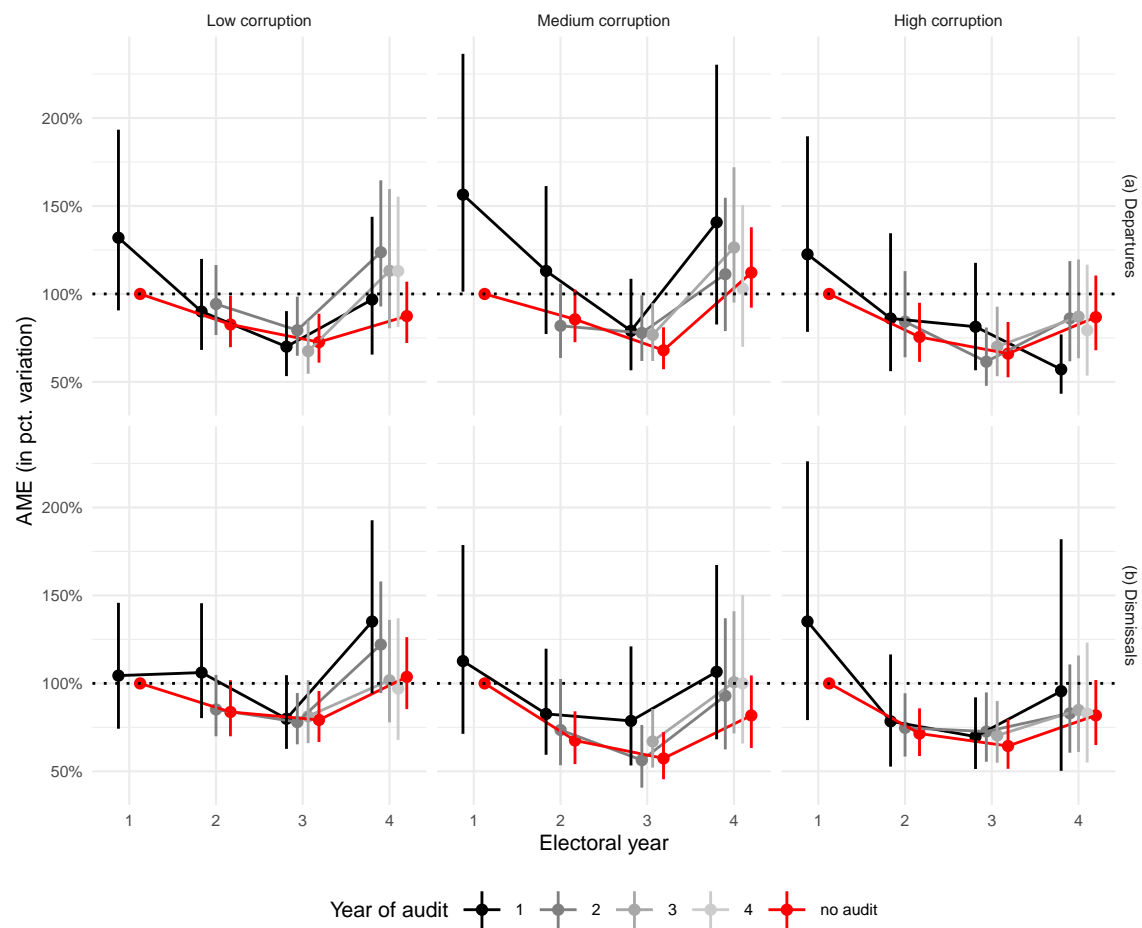 Low corruption Medium corruption High corruption
200%
150%
100%
50%
(a) Departures
200%
150%
100%
50%
(b) Dismissals
AME (in pct. variation)
1 2 3 4 1 2 3 4 1 2 3 4
Electoral year
Year of audit 1 2 3 4 no audit